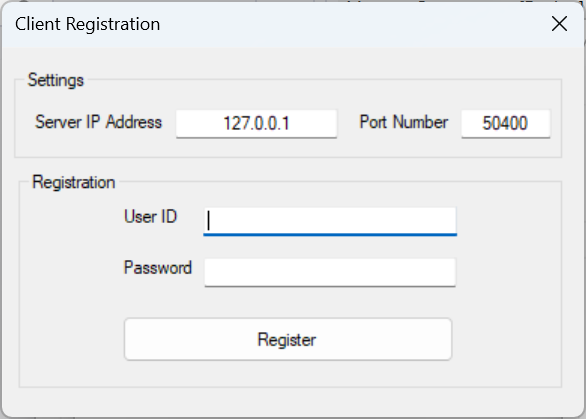 Client Registration
Settings
Server IP Address 127.0.0.1 Port Number 50400
Registration
User ID
Password
Register